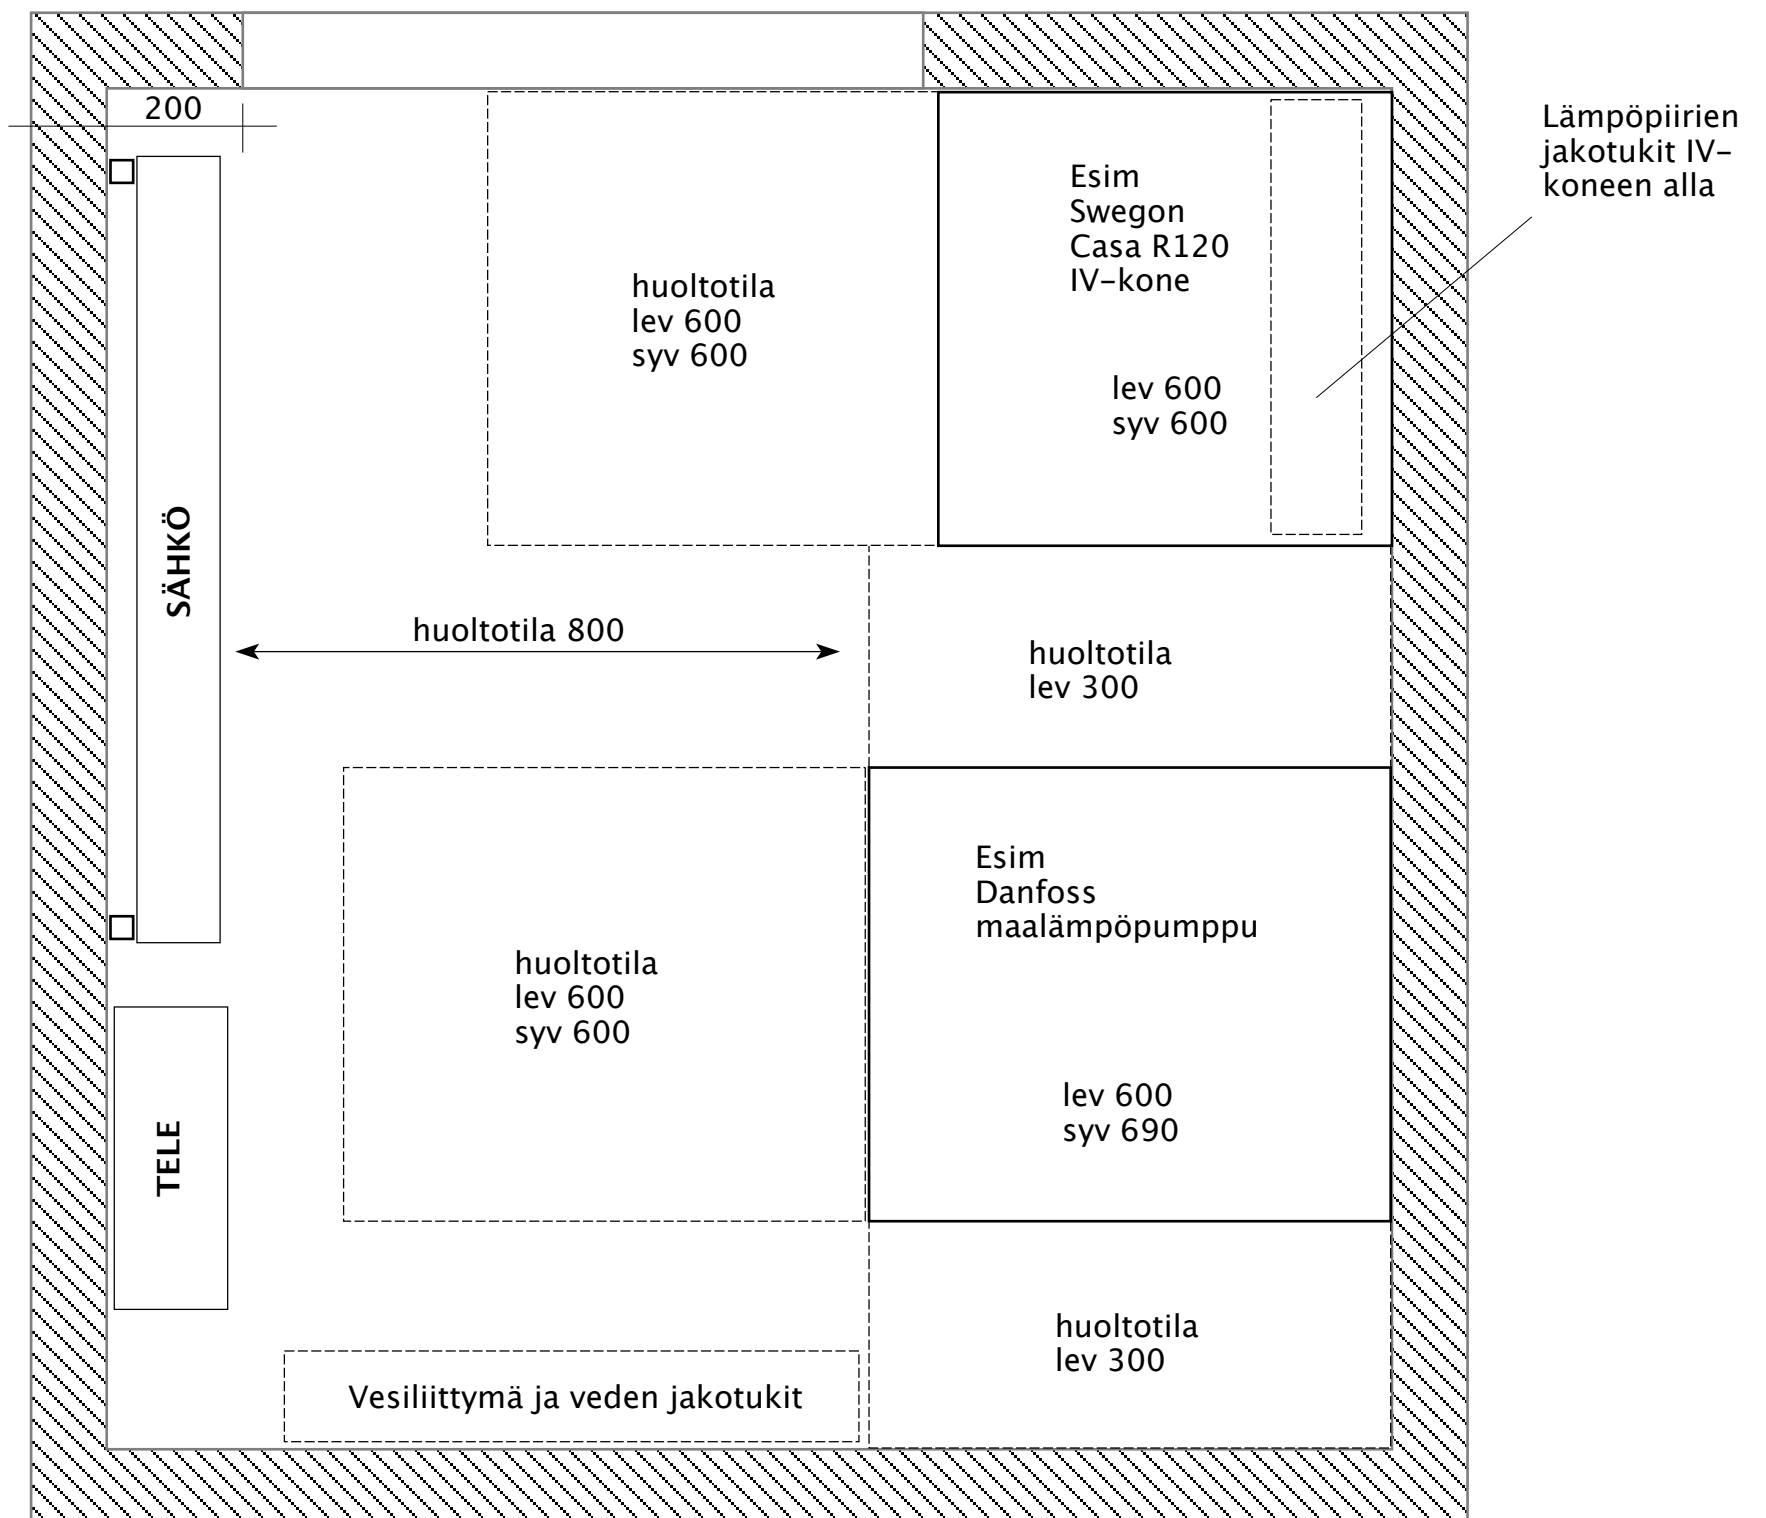 200
Lämpöpiirien
jakotukit IV-
koneen alla
Esim
Swegon
Casa R120
IV-kone
huoltotila
lev 600
syv 600
lev 600
syv 600
SÄHKÖ
huoltotila 800
huoltotila
lev 300
Esim
Danfoss
maalämpöpumppu
huoltotila
lev 600
syv 600
lev 600
syv 690
TELE
huoltotila
lev 300
Vesiliittymä ja veden jakotukit